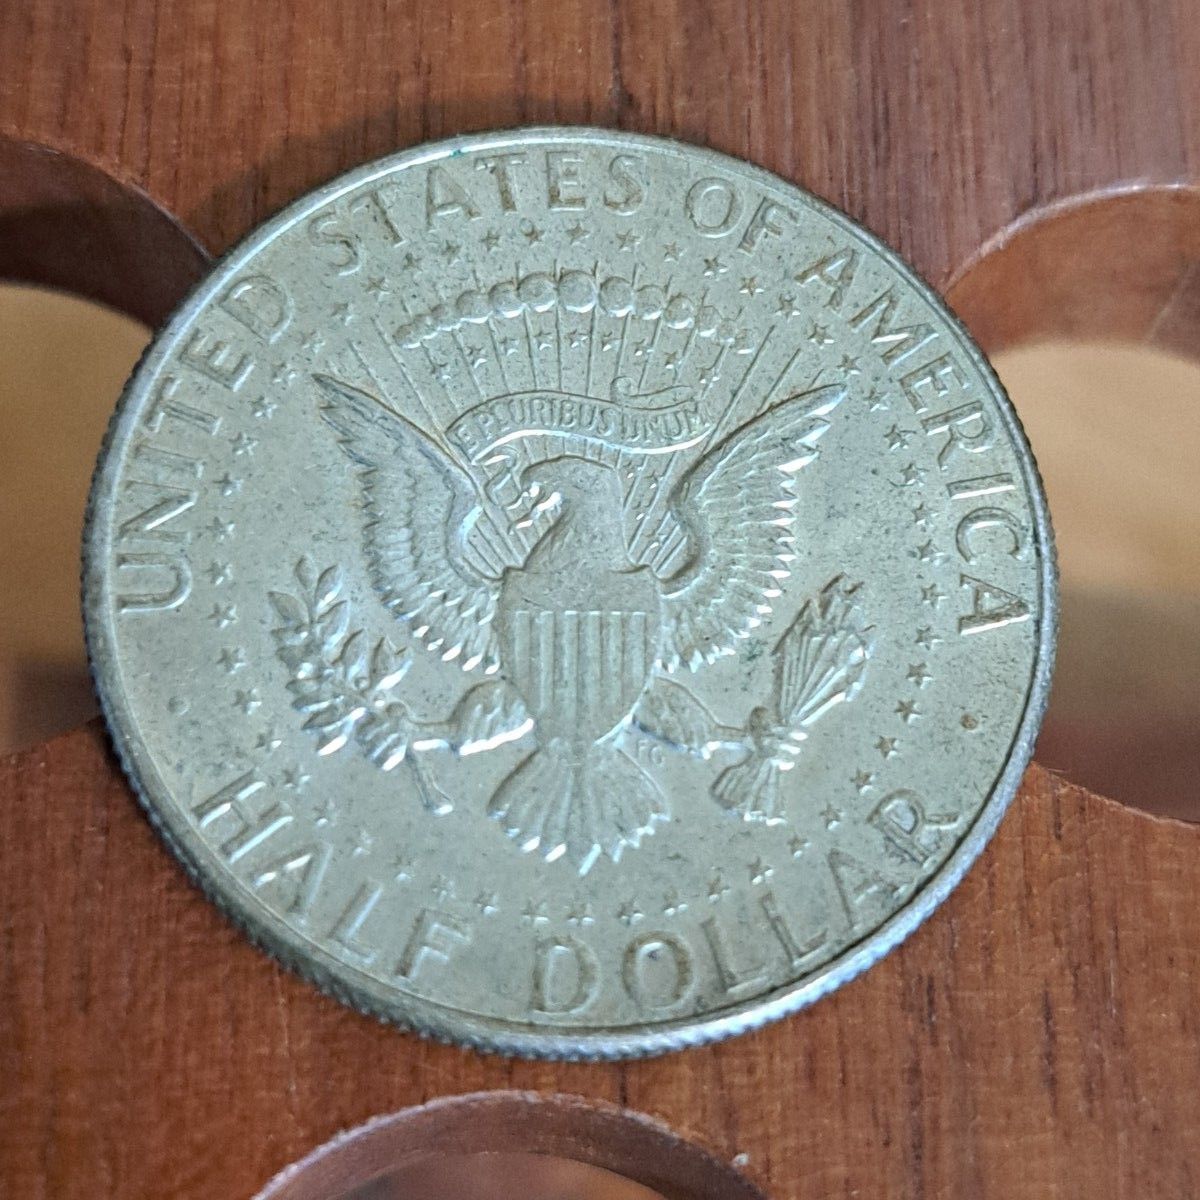 UNITED STATES OF AMERICA
E PLURIBUS UNUM
FG
HALF DOLLAR